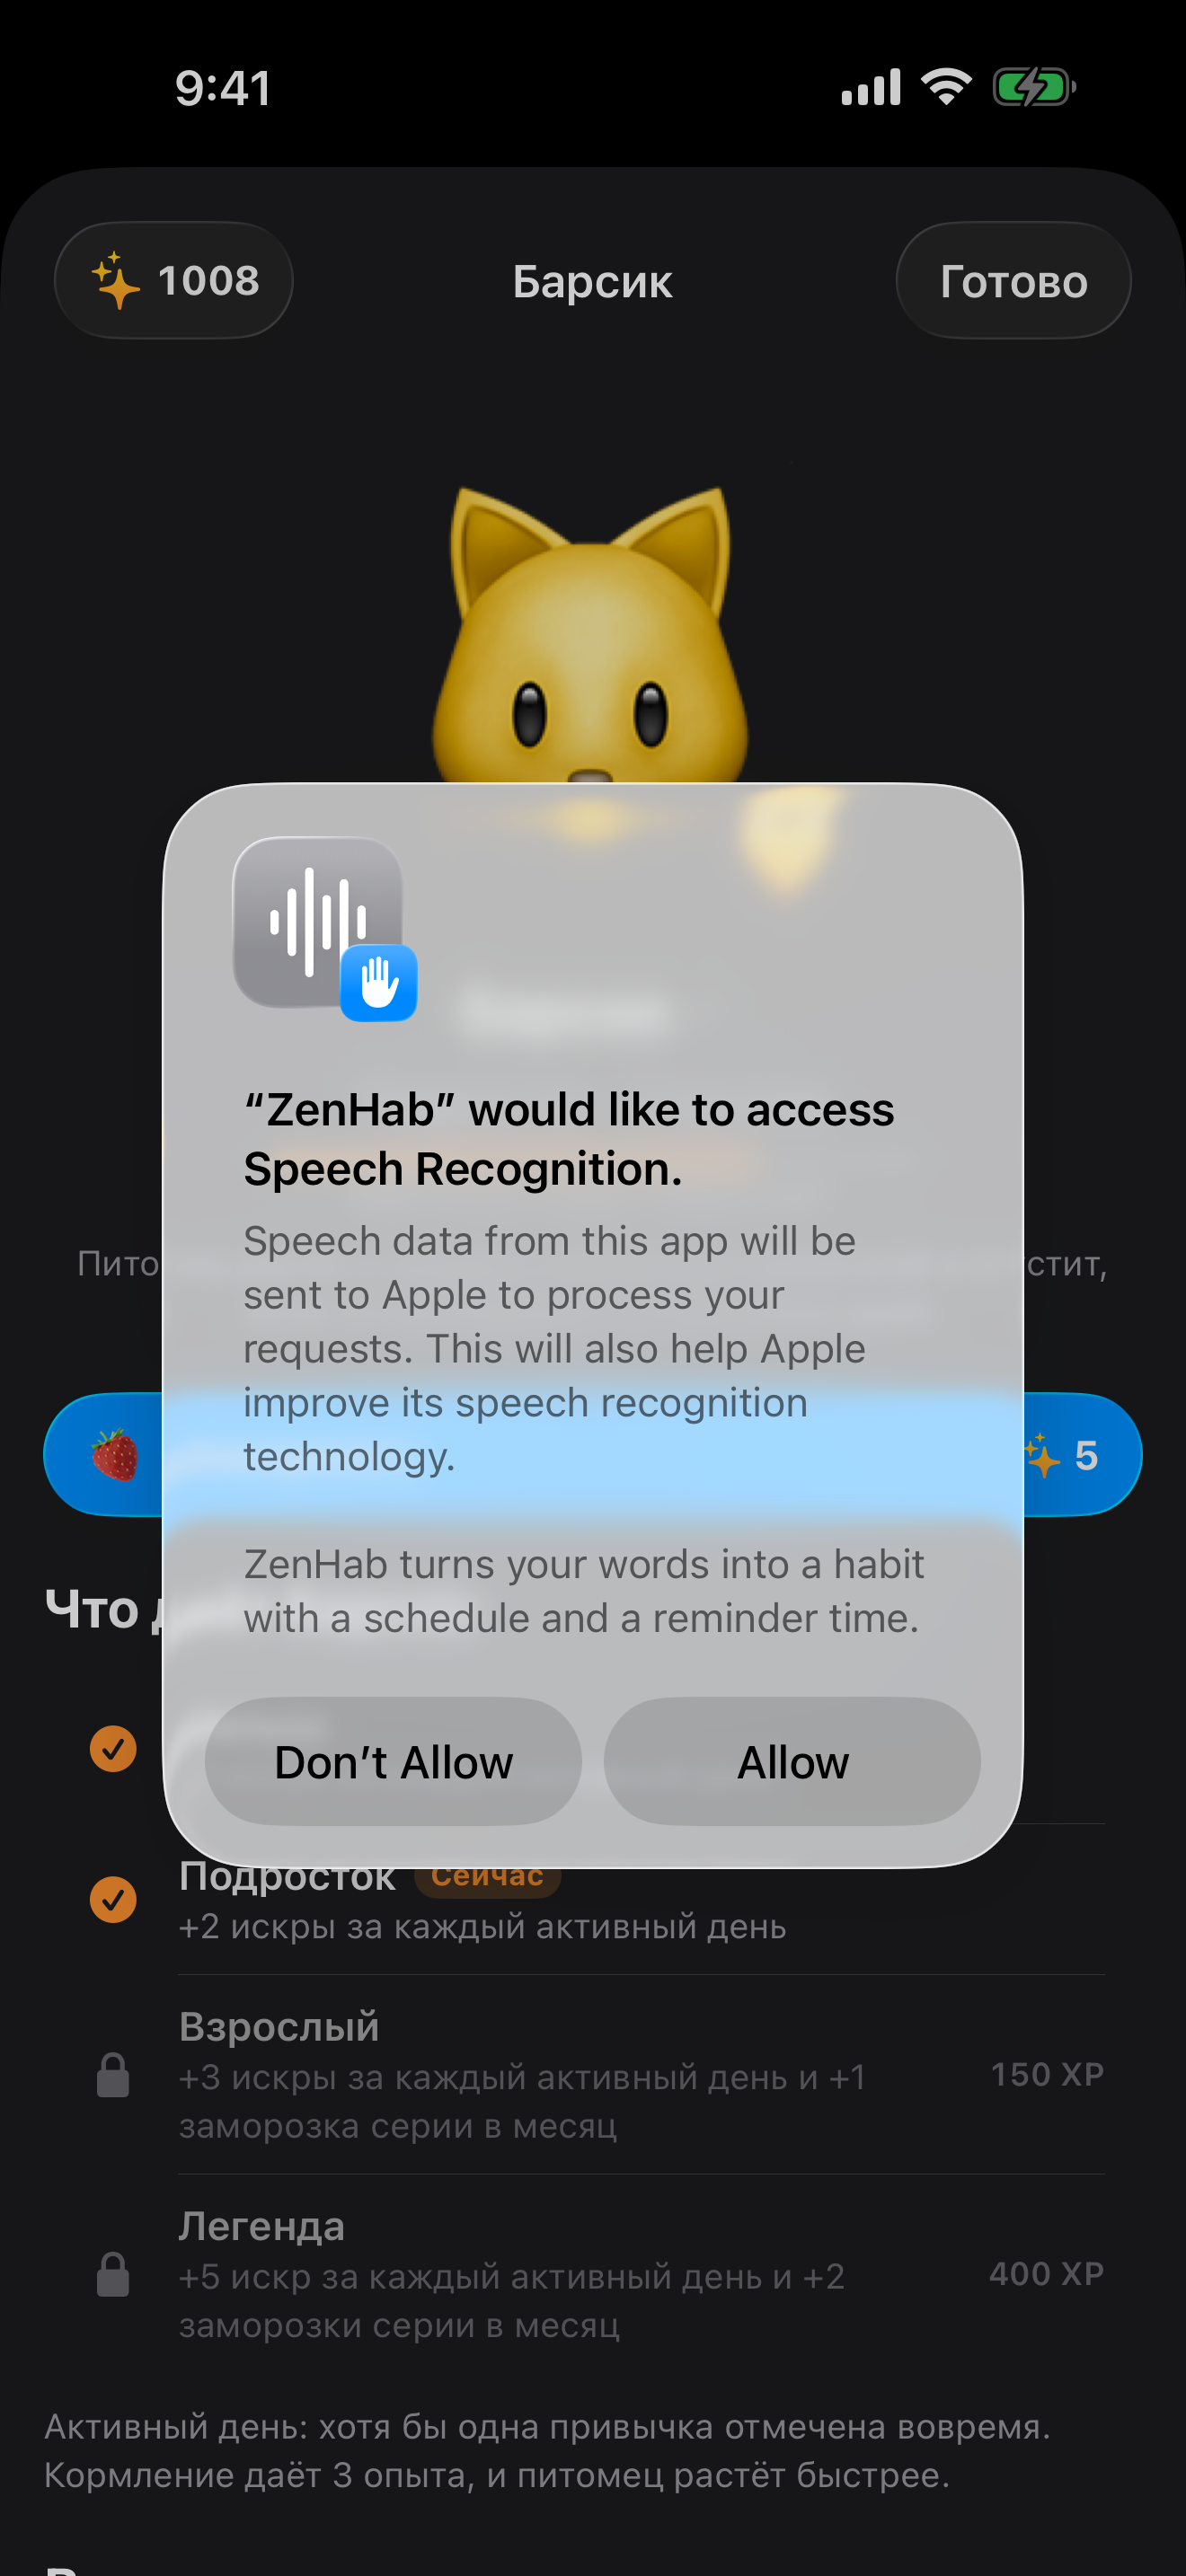 9:41
1008
Барсик
Готово
“ZenHab” would like to access
Speech Recognition.
Speech data from this app will be
sent to Apple to process your
requests. This will also help Apple
improve its speech recognition
technology.
ZenHab turns your words into a habit
with a schedule and a reminder time.
Don’t Allow
Allow
5
Что
Подросток Сейчас
+2 искры за каждый активный день
Взрослый
+3 искры за каждый активный день и +1
заморозка серии в месяц
150 XP
Легенда
+5 искр за каждый активный день и +2
заморозки серии в месяц
400 XP
Активный день: хотя бы одна привычка отмечена вовремя.
Кормление даёт 3 опыта, и питомец растёт быстрее.